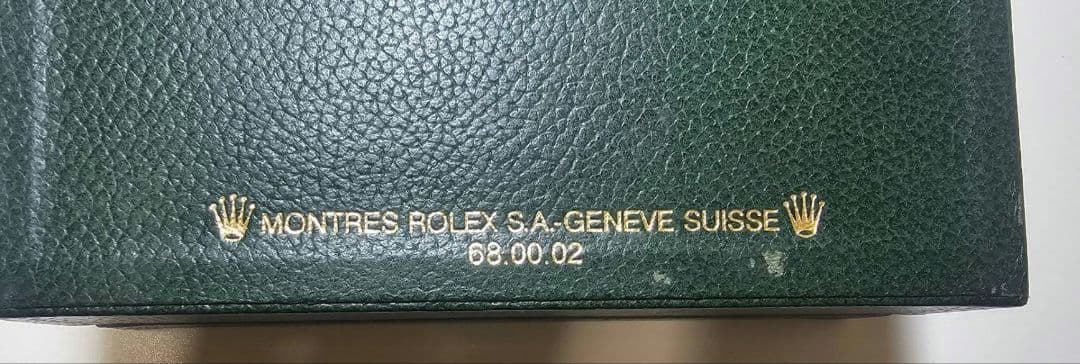 MONTRES ROLEX S.A.-GENEVE SUISSE
68.00.02